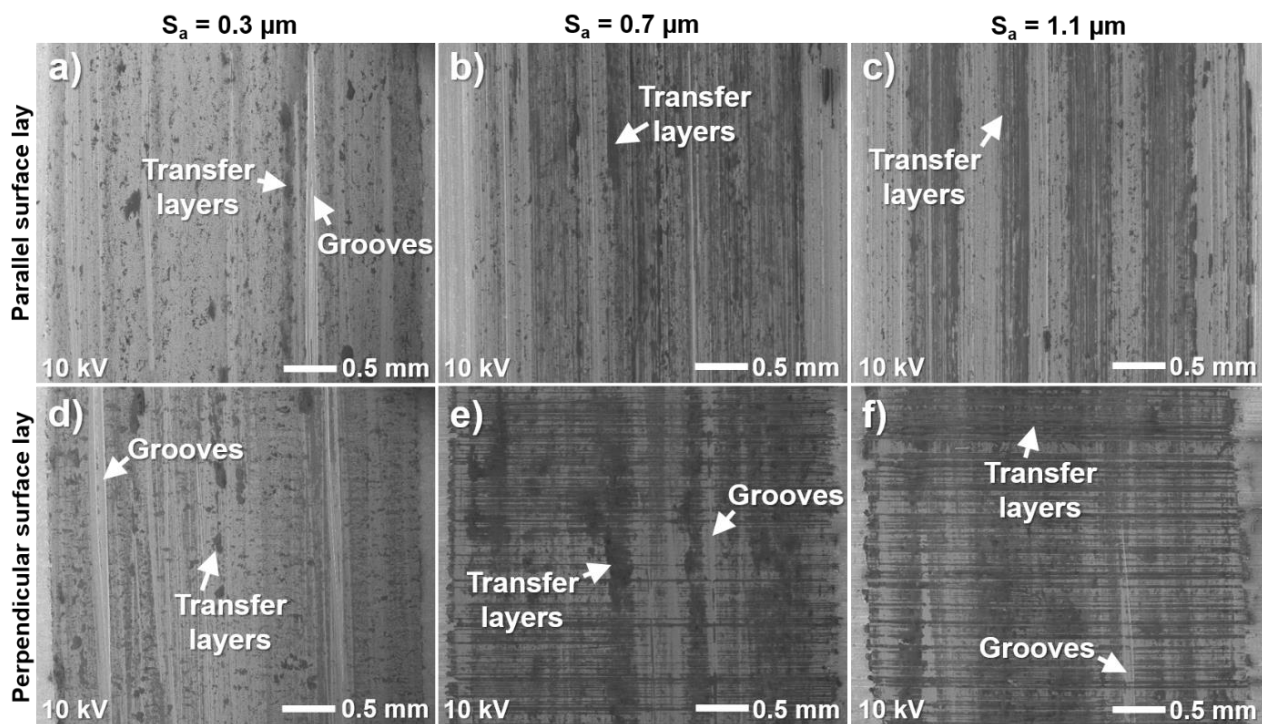 Sa = 0.3 μm
Sa = 0.7 μm
Sa = 1.1 μm
Parallel surface lay
a)
Transfer
layers
Grooves
10 kV
0.5 mm
b)
Transfer
layers
10 kV
0.5 mm
c)
Transfer
layers
10 kV
0.5 mm
Perpendicular surface lay
d)
Grooves
Transfer
layers
10 kV
0.5 mm
e)
Grooves
Transfer
layers
10 kV
0.5 mm
f)
Transfer
layers
Grooves
10 kV
0.5 mm